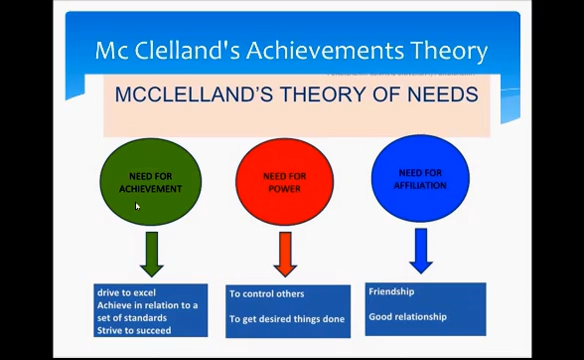 Mc Clelland's Achievements Theory
MCCLELLAND'S THEORY OF NEEDS
NEED FOR
ACHIEVEMENT
NEED FOR
POWER
NEED FOR
AFFILIATION
drive to excel
Achieve in relation to a
set of standards
Strive to succeed
To control others
To get desired things done
Friendship
Good relationship